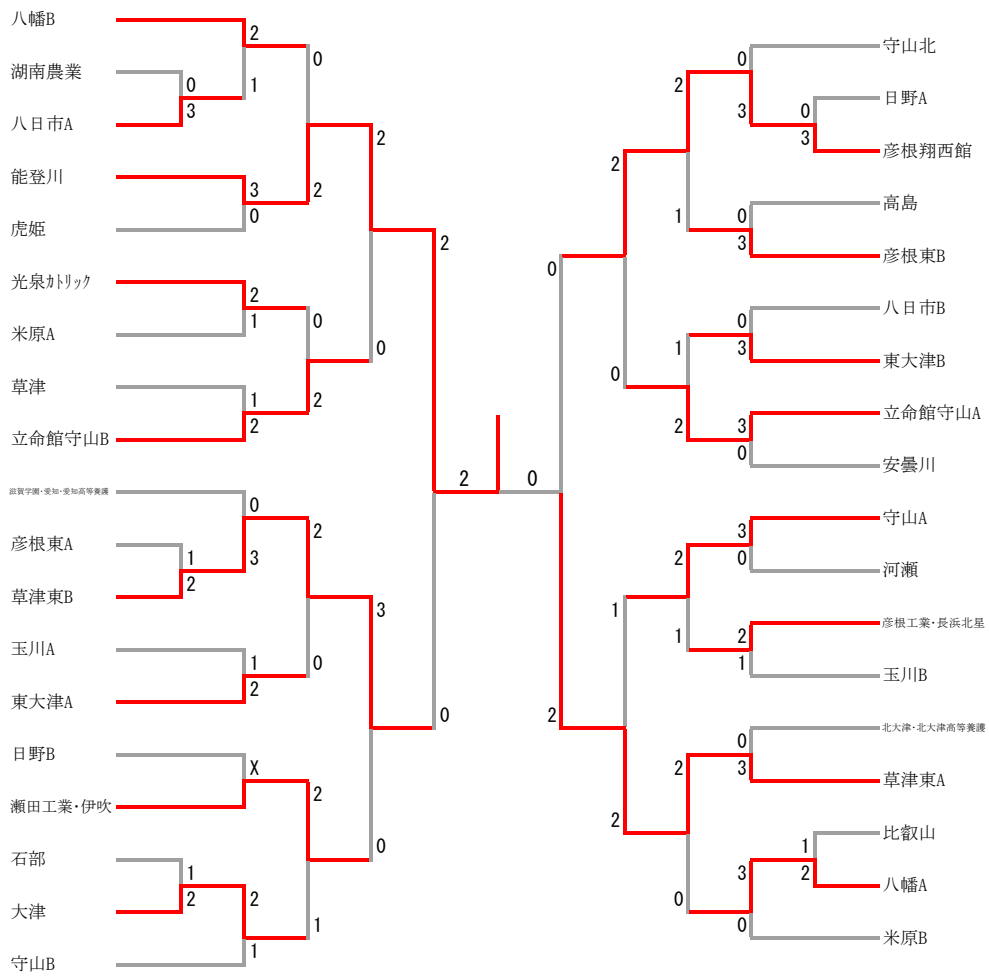 八幡B
湖南農業
八日市A
能登川
虎姫
光泉ｶﾄﾘｯｸ
米原A
草津
立命館守山B
滋賀学園・愛知・愛知高等養護
彦根東A
草津東B
玉川A
東大津A
日野B
瀬田工業・伊吹
石部
大津
守山B
2
1
0
3
3
0
2
1
1
2
0
3
1
2
1
2
X
1
2
2
1
0
2
0
2
2
0
2
1
2
0
3
0
2
0
2
0
0
2
2
0
1
2
2
1
1
2
2
1
2
0
0
3
0
3
0
3
0
3
3
0
3
0
2
1
0
3
1
2
3
0
守山北
日野A
彦根翔西館
高島
彦根東B
八日市B
東大津B
立命館守山A
安曇川
守山A
河瀬
彦根工業・長浜北星
玉川B
北大津・北大津高等養護
草津東A
比叡山
八幡A
米原B